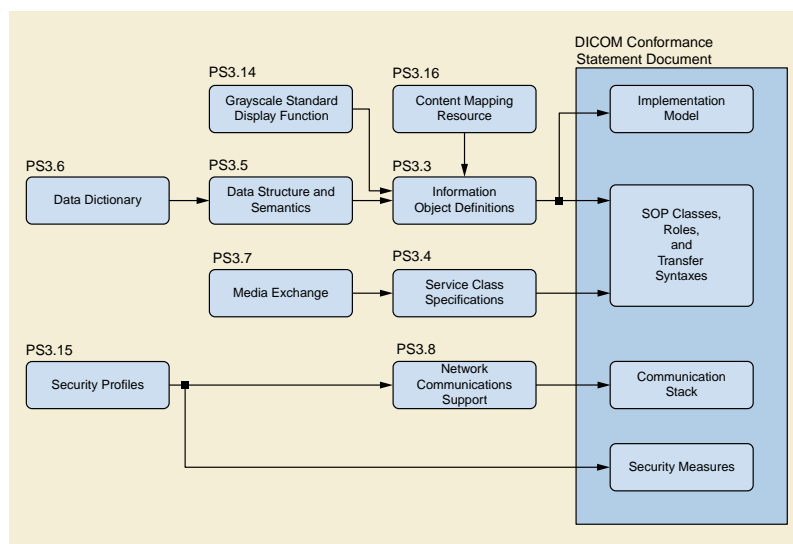 DICOM Conformance
Statement Document
PS3.14
Grayscale Standard
Display Function
PS3.16
Content Mapping
Resource
Implementation
Model
PS3.6
Data Dictionary
PS3.5
Data Structure and
Semantics
PS3.3
Information
Object Definitions
SOP Classes,
Roles,
and
Transfer
Syntaxes
PS3.7
Media Exchange
PS3.4
Service Class
Specifications
PS3.15
Security Profiles
PS3.8
Network
Communications
Support
Communication
Stack
Security Measures